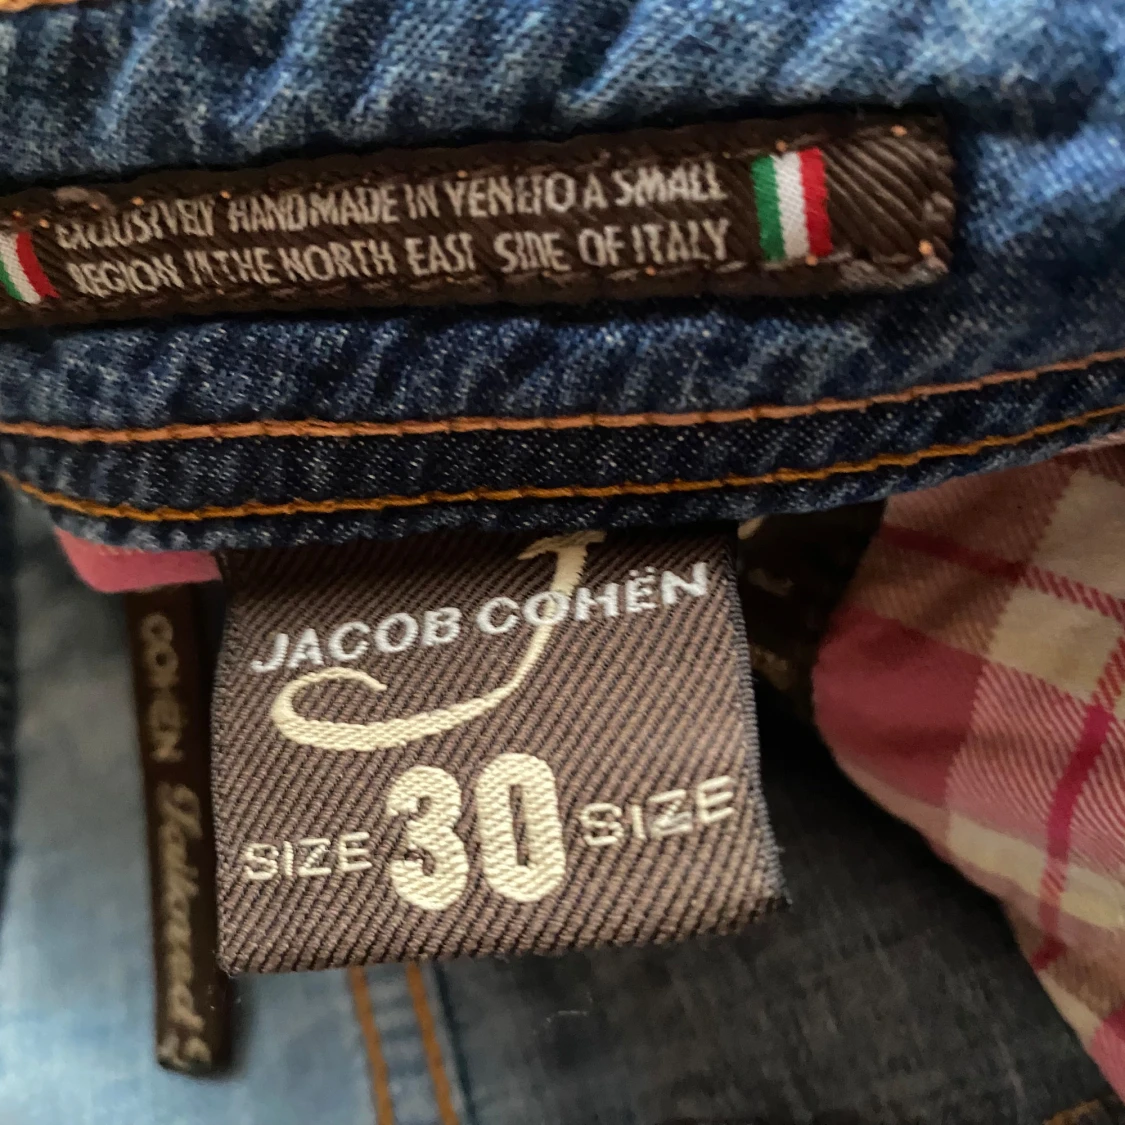 EXCLUSIVELY HANDMADE IN VENETO A SMALL
REGION IN THE NORTH EAST SIDE OF ITALY
J
JACOB COHËN
SIZE 30 SIZE
COHËN Tailored